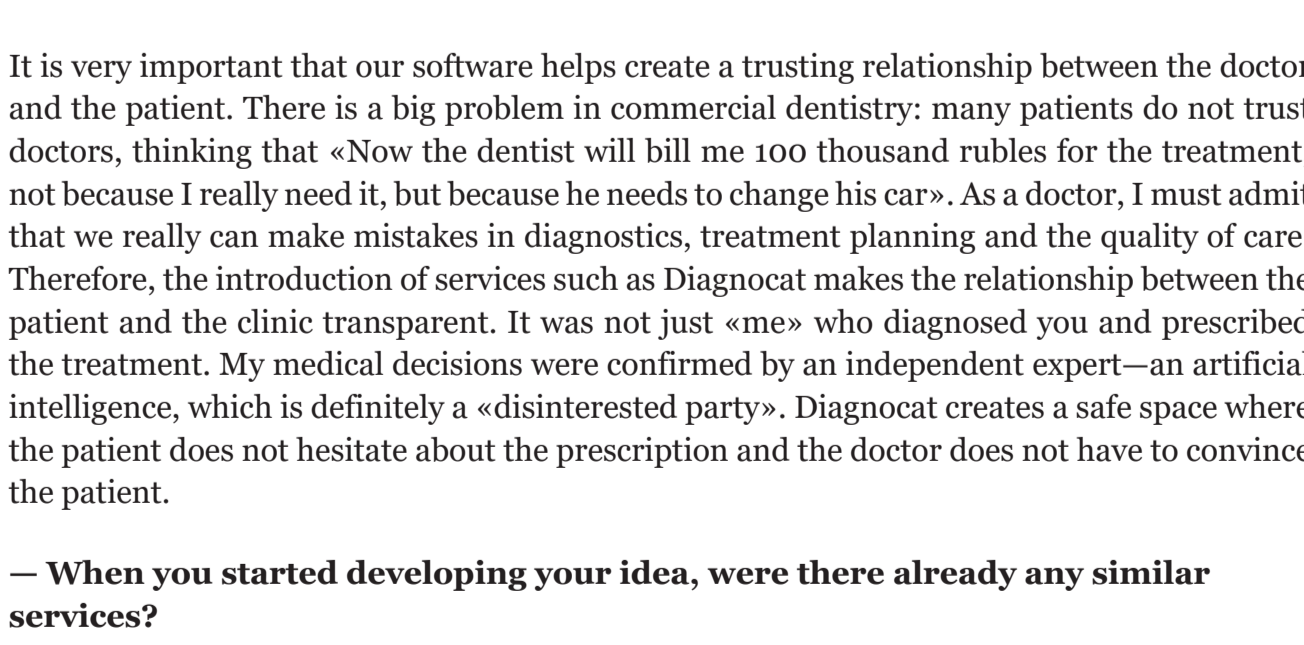 It is very important that our software helps create a trusting relationship between the doctor
and the patient. There is a big problem in commercial dentistry: many patients do not trust
doctors, thinking that «Now the dentist will bill me 100 thousand rubles for the treatment
not because I really need it, but because he needs to change his car». As a doctor, I must admit
that we really can make mistakes in diagnostics, treatment planning and the quality of care
Therefore, the introduction of services such as Diagnocat makes the relationship between the
patient and the clinic transparent. It was not just «me» who diagnosed you and prescribed
the treatment. My medical decisions were confirmed by an independent expert—an artificial
intelligence, which is definitely a «disinterested party». Diagnocat creates a safe space where
the patient does not hesitate about the prescription and the doctor does not have to convince
the patient.
— When you started developing your idea, were there already any similar
services?